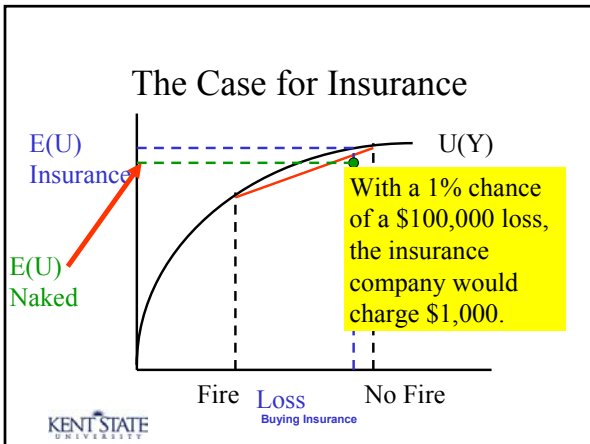 The Case for Insurance
E(U)
Insurance
U(Y)
With a 1% chance
of a $100,000 loss,
the insurance
company would
charge $1,000.
E(U)
Naked
Fire
Loss
No Fire
Buying Insurance
KENT STATE
UNIVERSITY